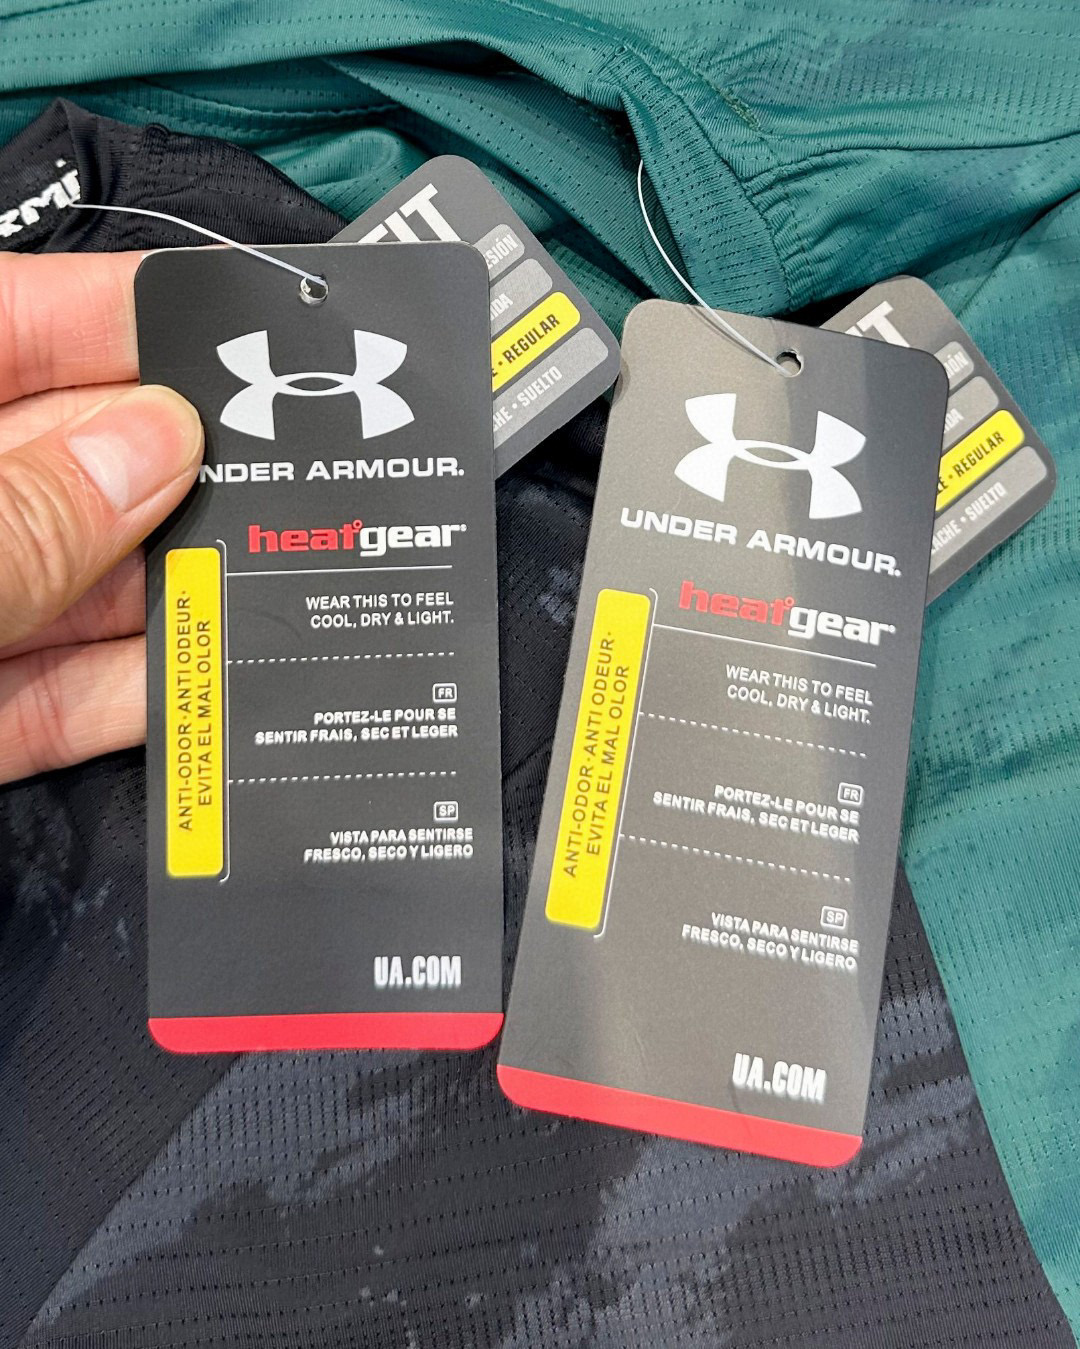 FIT
REGULAR
• SUELTO
UNDER ARMOUR.
heatgear
ANTI-ODOR·ANTI ODEUR·
EVITA EL MAL OLOR
WEAR THIS TO FEEL
COOL, DRY & LIGHT.
FR
PORTEZ-LE POUR SE
SENTIR FRAIS, SEC ET LEGER
SP
VISTA PARA SENTIRSE
FRESCO, SECO Y LIGERO
UA.COM
REGULAR
• SUELTO
UNDER ARMOUR.
heatgear
ANTI-ODOR·ANTI ODEUR·
EVITA EL MAL OLOR
WEAR THIS TO FEEL
COOL, DRY & LIGHT.
FR
PORTEZ-LE POUR SE
SENTIR FRAIS, SEC ET LEGER
SP
VISTA PARA SENTIRSE
FRESCO, SECO Y LIGERO
UA.COM